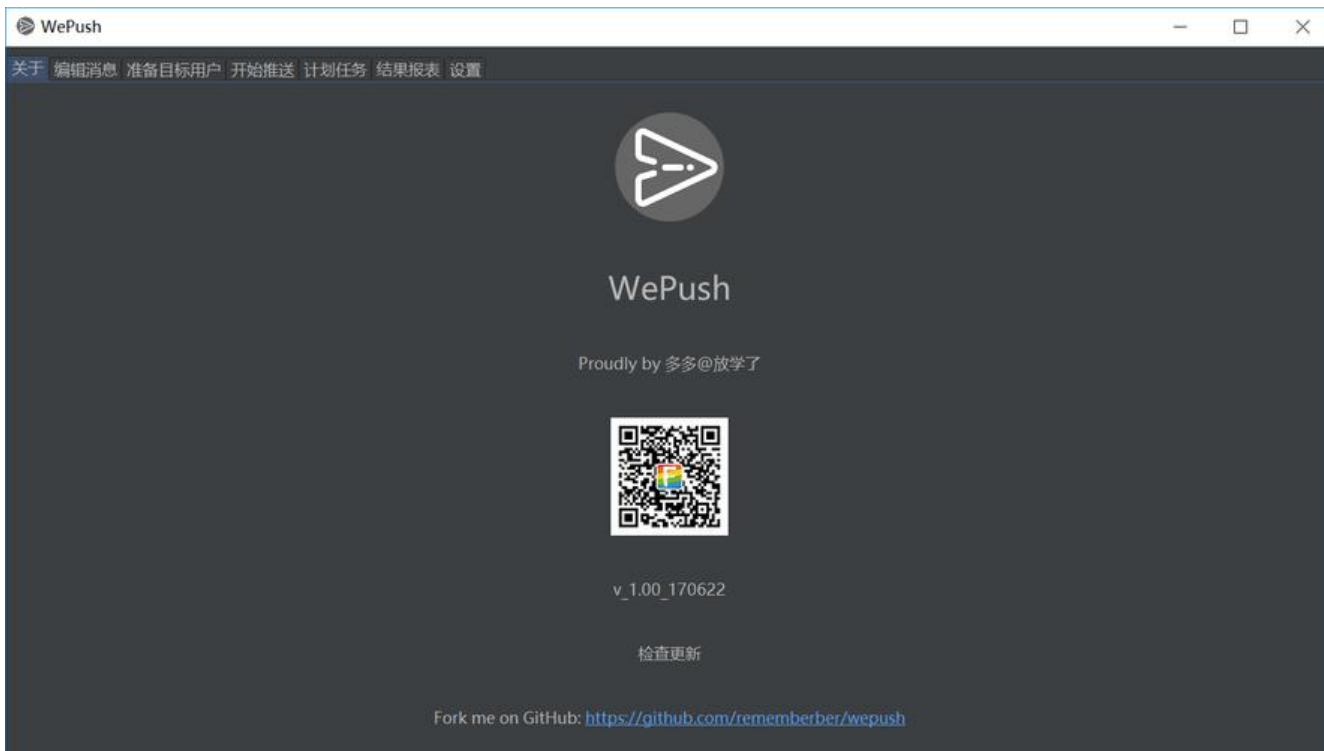 WePush
关于 编辑消息 准备目标用户 开始推送 计划任务 结果报表 设置
WePush
Proudly by 多多@放学了
F
v_1.00_170622
检查更新
Fork me on GitHub: https://github.com/rememberber/wepush